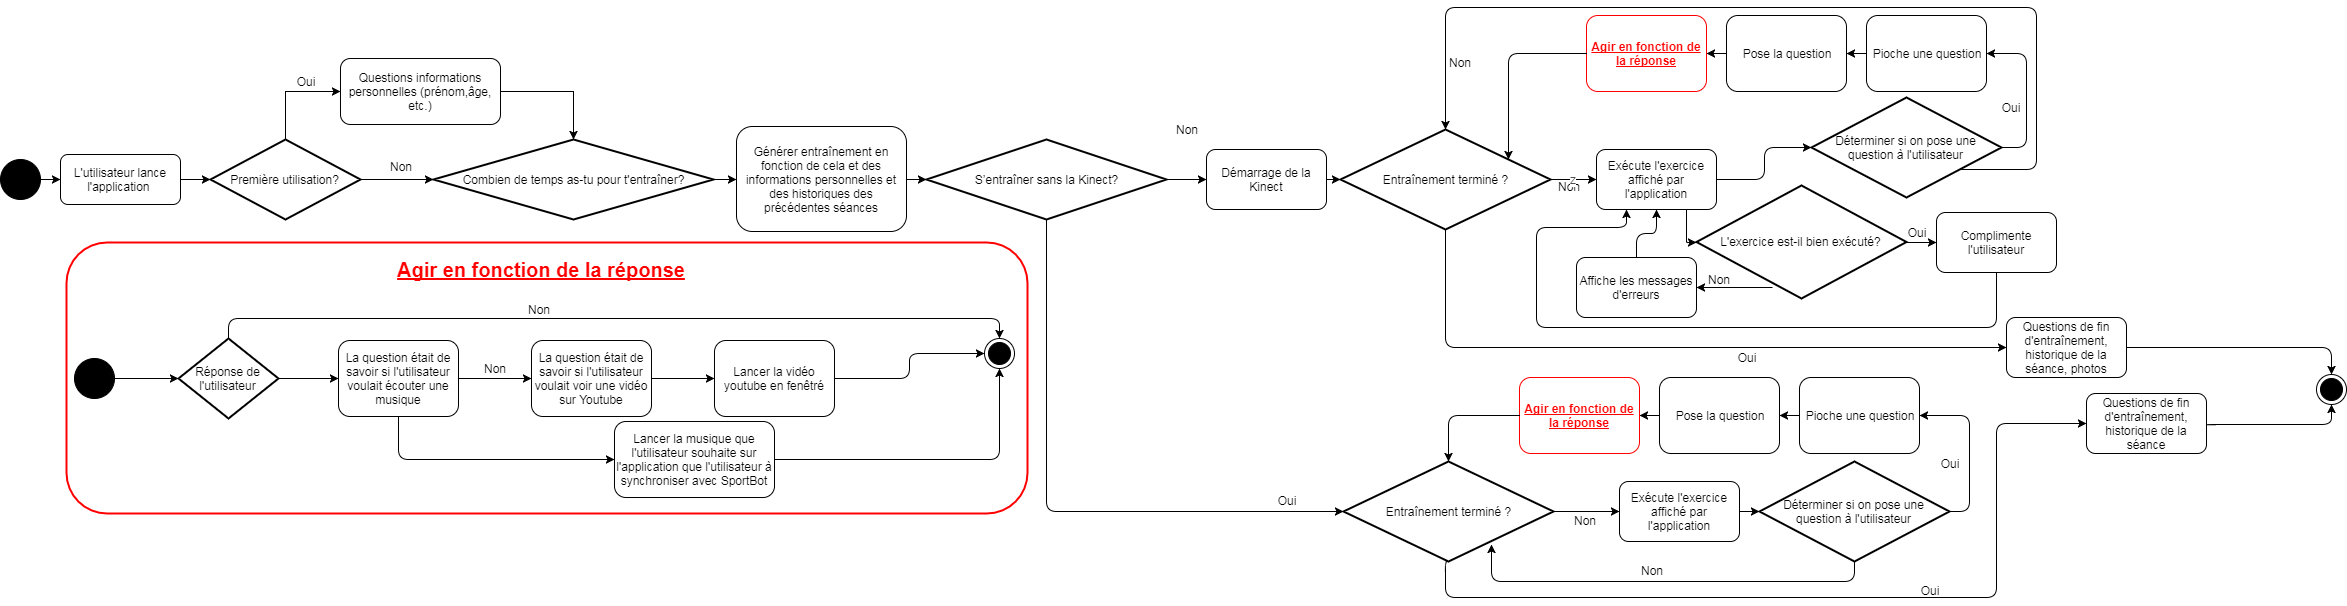 L'utilisateur lance
l'application
Première utilisation?
Oui
Questions informations
personnelles (prénom,âge,
etc.)
Non
Combien de temps as-tu pour t'entraîner?
Générer entraînement en
fonction de cela et des
informations personnelles et
des historiques des
précédentes séances
S'entraîner sans la Kinect?
Non
Démarrage de la
Kinect
Entraînement terminé ?
Non
Non
Exécute l'exercice
affiché par
l'application
Déterminer si on pose une
question à l'utilisateur
Oui
Pioche une question
Pose la question
Agir en fonction de
la réponse
L'exercice est-il bien exécuté?
Oui
Complimente
l'utilisateur
Non
Affiche les messages
d'erreurs
Oui
Questions de fin
d'entraînement,
historique de la
séance, photos
Agir en fonction de la réponse
Non
Réponse de
l'utilisateur
La question était de
savoir si l'utilisateur
voulait écouter une
musique
Non
La question était de
savoir si l'utilisateur
voulait voir une vidéo
sur Youtube
Lancer la vidéo
youtube en fenêtré
Lancer la musique que
l'utilisateur souhaite sur
l'application que l'utilisateur à
synchroniser avec SportBot
Oui
Entraînement terminé ?
Non
Exécute l'exercice
affiché par
l'application
Déterminer si on pose une
question à l'utilisateur
Oui
Pioche une question
Pose la question
Agir en fonction de
la réponse
Non
Oui
Questions de fin
d'entraînement,
historique de la
séance